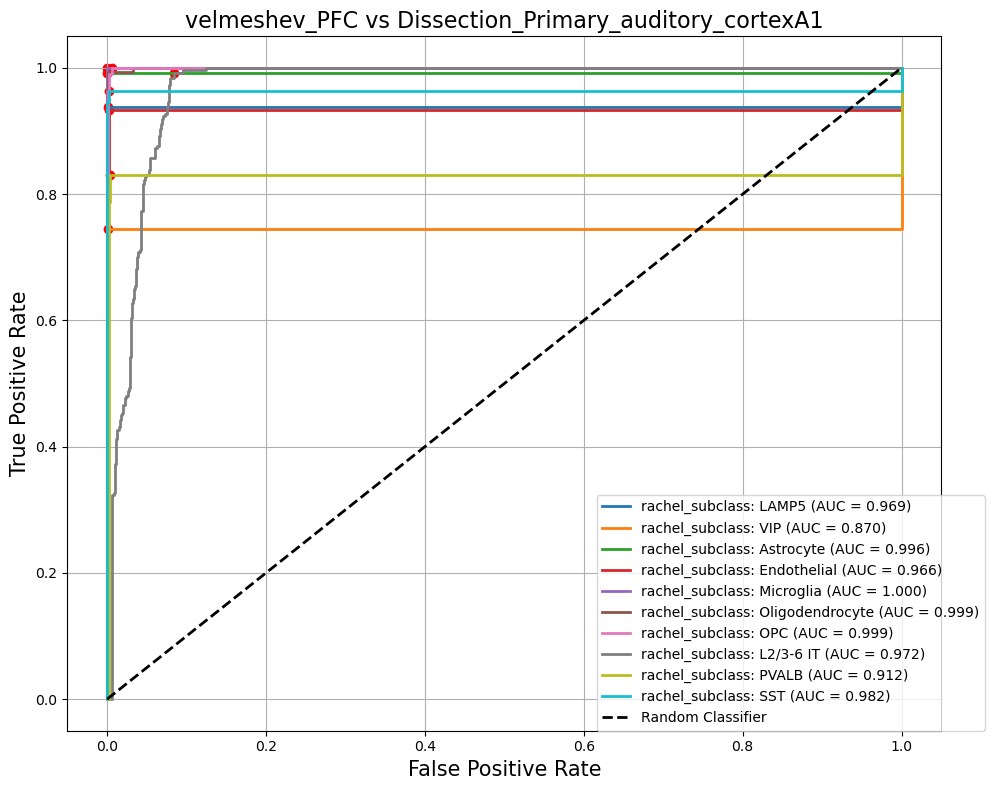 velmeshev_PFC vs Dissection_Primary_auditory_cortexA1
True Positive Rate
1.0
0.8
0.6
0.4
0.2
0.0
0.0 0.2 0.4 0.6 0.8 1.0
False Positive Rate
rachel_subclass: LAMP5 (AUC = 0.969)
rachel_subclass: VIP (AUC = 0.870)
rachel_subclass: Astrocyte (AUC = 0.996)
rachel_subclass: Endothelial (AUC = 0.966)
rachel_subclass: Microglia (AUC = 1.000)
rachel_subclass: Oligodendrocyte (AUC = 0.999)
rachel_subclass: OPC (AUC = 0.999)
rachel_subclass: L2/3-6 IT (AUC = 0.972)
rachel_subclass: PVALB (AUC = 0.912)
rachel_subclass: SST (AUC = 0.982)
Random Classifier